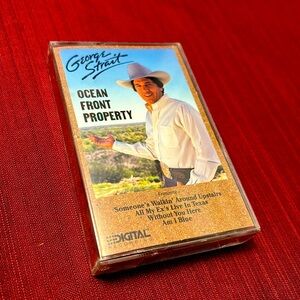 George
Strait
OCEAN
FRONT
PROPERTY
Featuring
Someone's Walkin' Around Upstairs
All My Ex's Live In Texas
Without You Here
Am I Blue
DIGITAL